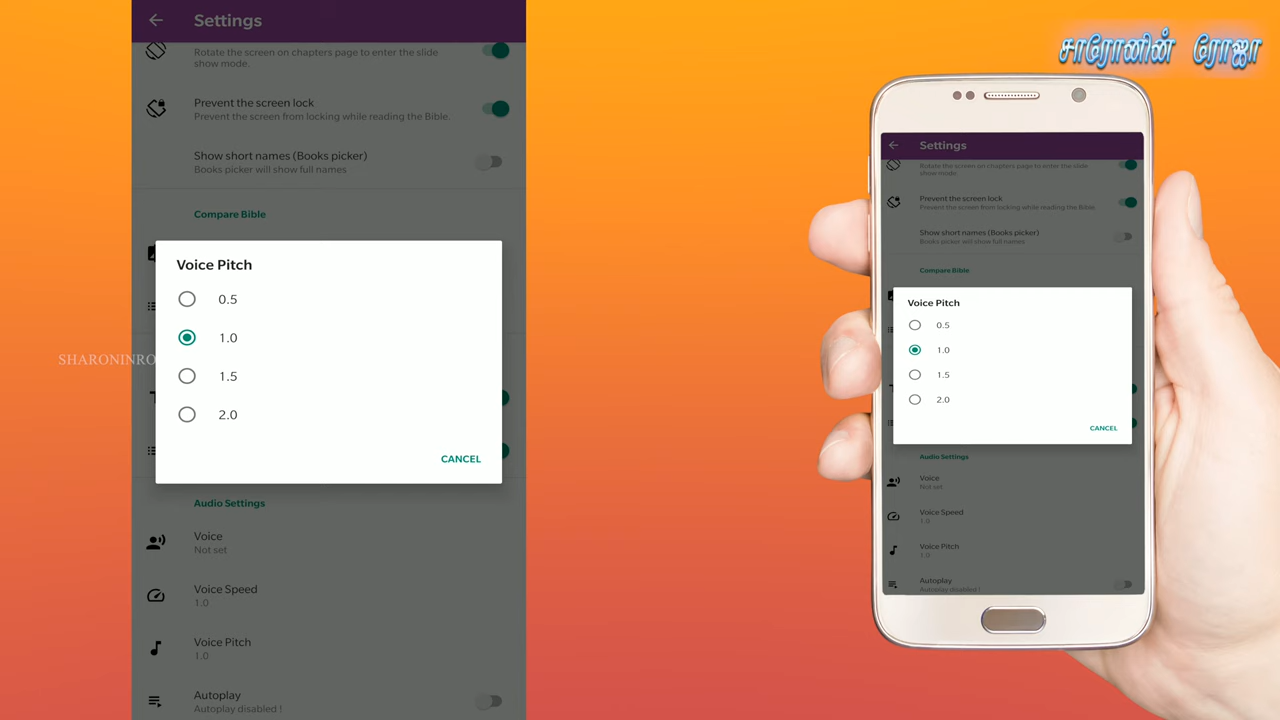 Settings
Rotate the screen on chapters page to enter the slide
show mode.
Prevent the screen lock
Prevent the screen from locking while reading the Bible.
Show short names (Books picker)
Books picker will show full names
Compare Bible
Voice Pitch
0.5
1.0
1.5
2.0
CANCEL
SHARONINRO
Audio Settings
Voice
Not set
Voice Speed
1.0
Voice Pitch
1.0
Autoplay
Autoplay disabled !
சாரோனின் ரோஜா
Settings
Rotate the screen on chapters page to enter the slide
show mode
Prevent the screen lock
Prevent the screen from locking while reading the Bible.
Show short names (Books picker)
Books picker will show full names
Compare Bible
Voice Pitch
0.5
1.0
1.5
2.0
CANCEL
Audio Settings
Voice
Not set
Voice Speed
1.0
Voice Pitch
1.0
Autoplay
Autoplay disabled !